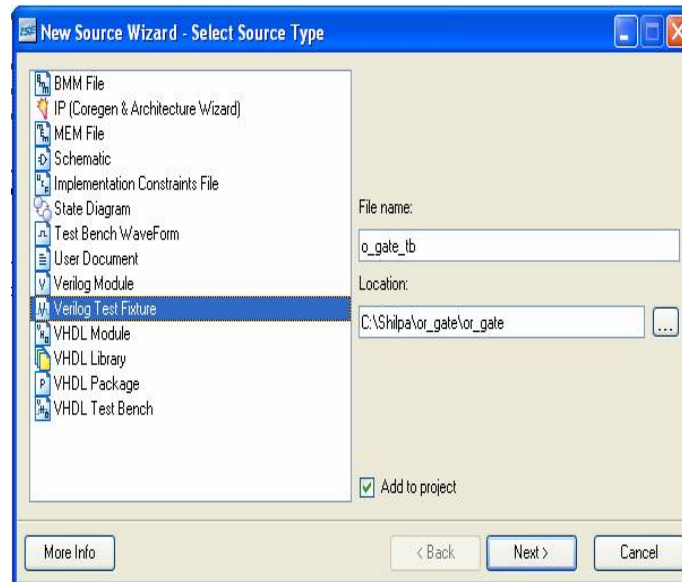 New Source Wizard - Select Source Type
BMM File
IP (Coregen & Architecture Wizard)
MEM File
Schematic
Implementation Constraints File
State Diagram
Test Bench WaveForm
User Document
Verilog Module
Verilog Test Fixture
VHDL Module
VHDL Library
VHDL Package
VHDL Test Bench
File name:
o_gate_tb
Location:
C:\Shilpa\or_gate\or_gate
...
Add to project
More Info
< Back
Next >
Cancel